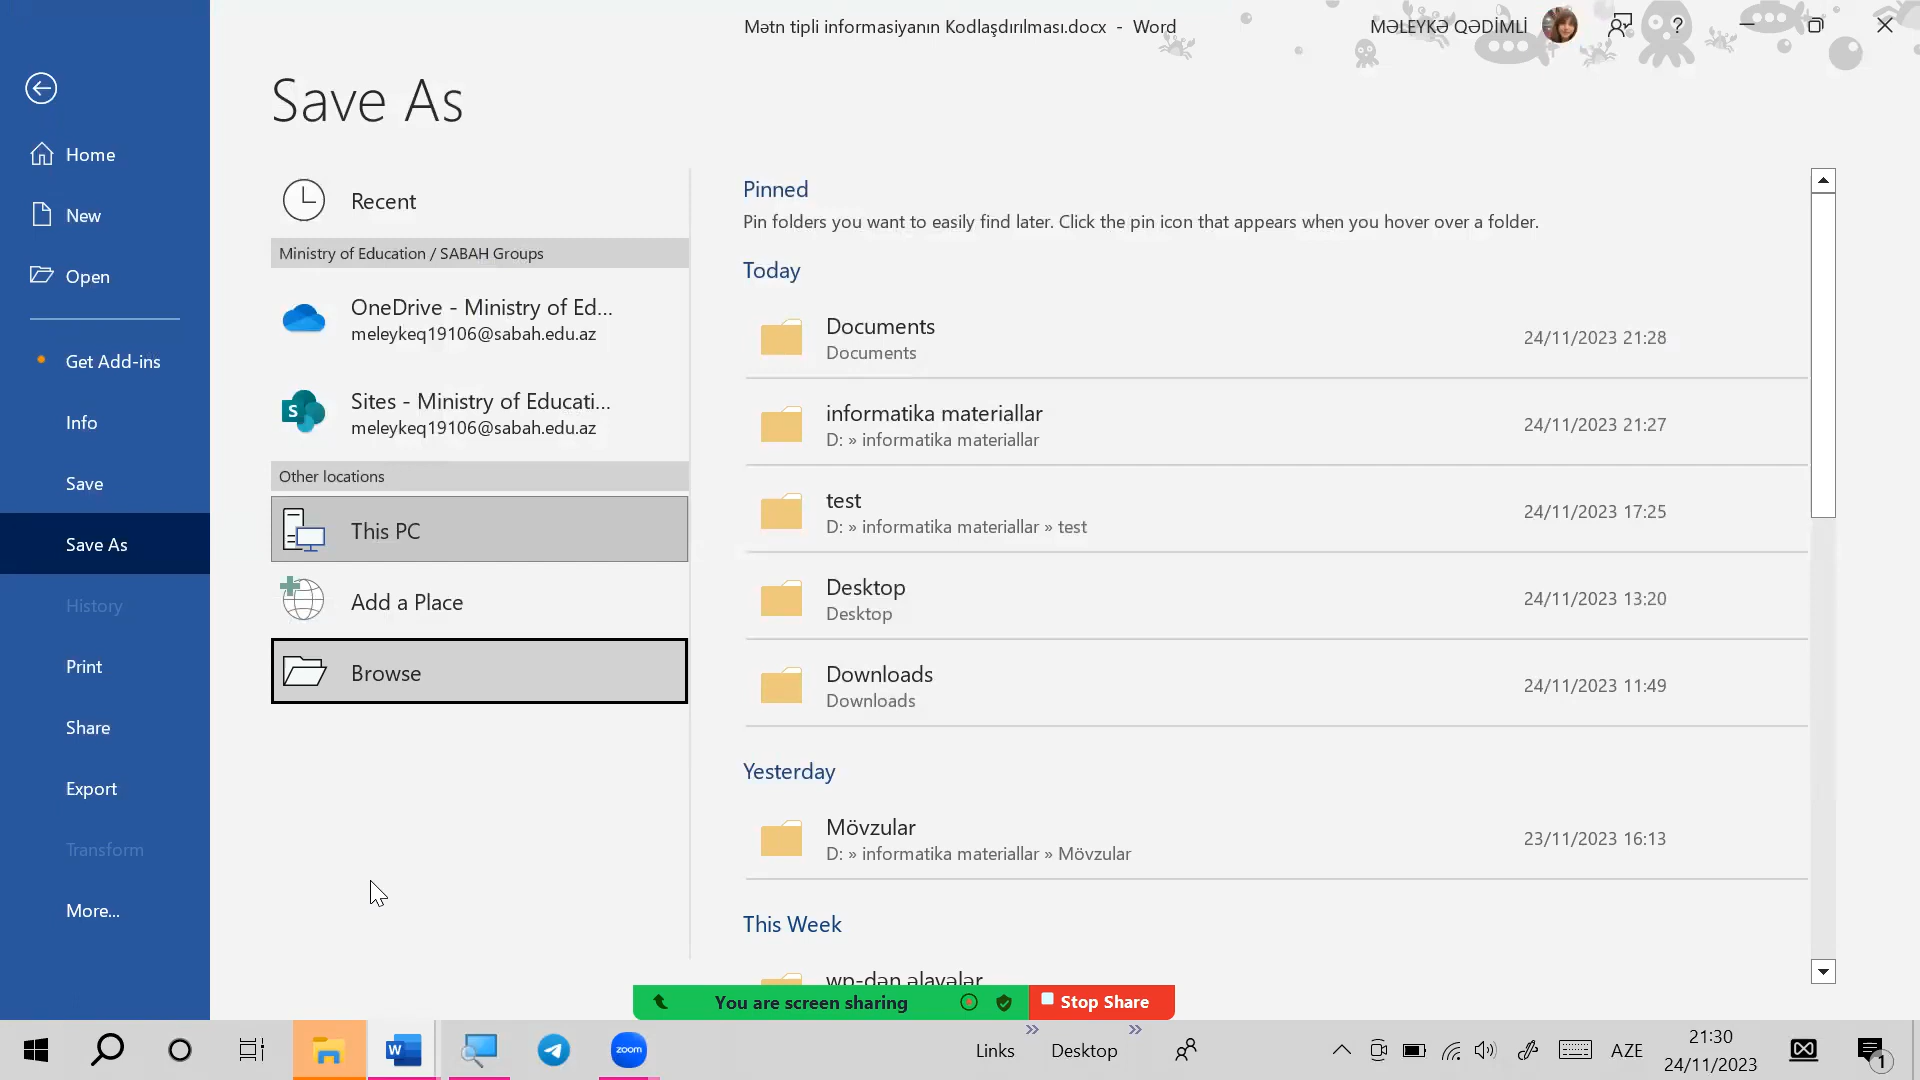 Mətn tipli informasiyanın Kodlaşdırılması.docx - Word
MƏLEYKƏ QƏDİMLİ
?
Save As
Home
New
Open
Get Add-ins
Info
Save
Save As
History
Print
Share
Export
Transform
More...
Recent
Ministry of Education / SABAH Groups
OneDrive - Ministry of Ed...
meleykeq19106@sabah.edu.az
S
Sites - Ministry of Educati...
meleykeq19106@sabah.edu.az
Other locations
This PC
Add a Place
Browse
Pinned
Pin folders you want to easily find later. Click the pin icon that appears when you hover over a folder.
Today
Documents
Documents
24/11/2023 21:28
informatika materiallar
D: » informatika materiallar
24/11/2023 21:27
test
D: » informatika materiallar » test
24/11/2023 17:25
Desktop
Desktop
24/11/2023 13:20
Downloads
Downloads
24/11/2023 11:49
Yesterday
Mövzular
D: » informatika materiallar » Mövzular
23/11/2023 16:13
This Week
wp-dən əlavələr
You are screen sharing
Stop Share
W
zoom
Links
Desktop
AZE
21:30
24/11/2023
1